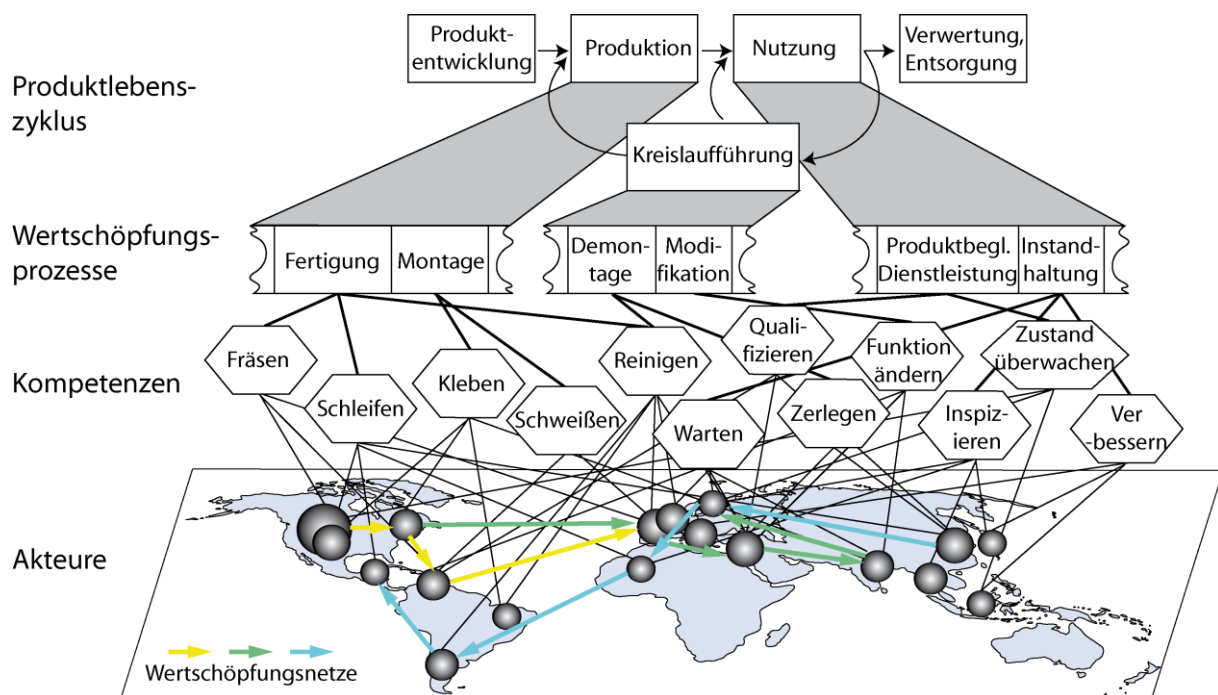 Produkt-
entwicklung
Produktion
Nutzung
Verwertung,
Entsorgung
Produktlebens-
zyklus
Kreislaufführung
Wertschöpfungs-
prozesse
Fertigung
Montage
Demon-
tage
Modi-
fikation
Produktbegl.
Dienstleistung
Instand-
haltung
Kompetenzen
Fräsen
Schleifen
Kleben
Schweißen
Reinigen
Quali-
fizieren
Warten
Zerlegen
Funktion
ändern
Inspiz-
ieren
Zustand
überwachen
Ver
-bessern
Akteure
Wertschöpfungsnetze